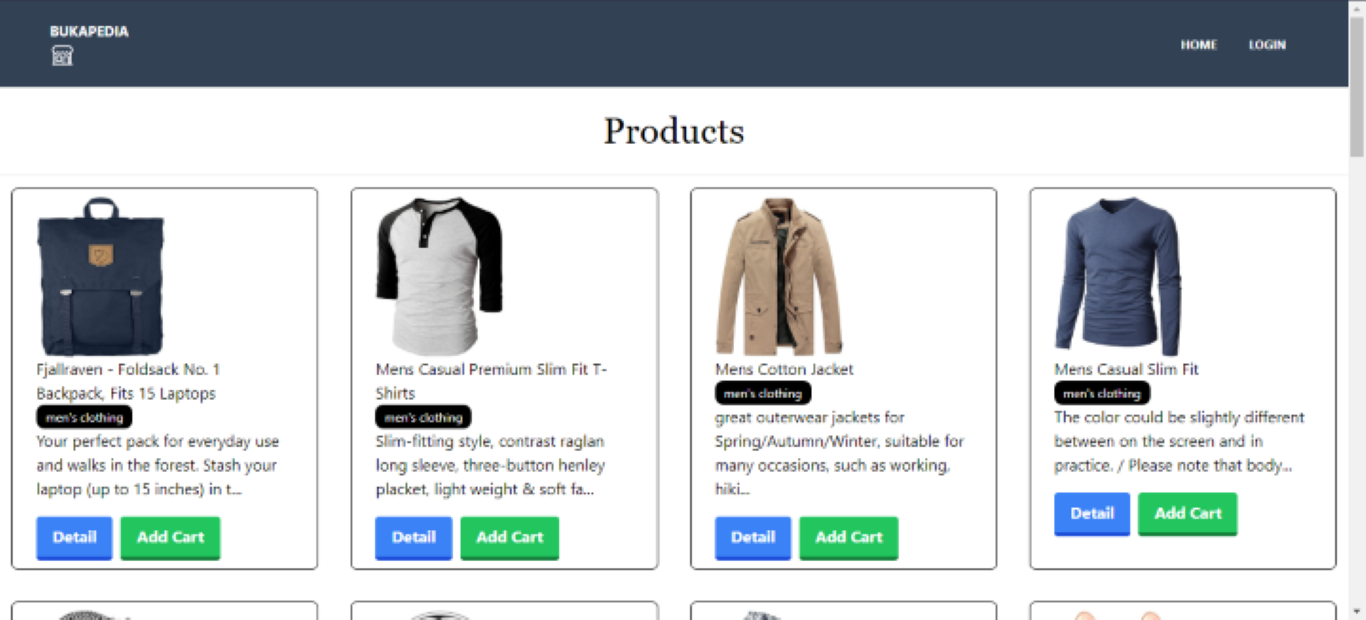 BUKAPEDIA
HOME
LOGIN
Products
Fjallraven - Foldsack No. 1
Backpack, Fits 15 Laptops
men's clothing
Your perfect pack for everyday use
and walks in the forest. Stash your
laptop (up to 15 inches) in t...
Detail
Add Cart
Mens Casual Premium Slim Fit T-
Shirts
men's clothing
Slim-fitting style, contrast raglan
long sleeve, three-button henley
placket, light weight & soft fa...
Detail
Add Cart
Mens Cotton Jacket
men's clothing
great outerwear jackets for
Spring/Autumn/Winter, suitable for
many occasions, such as working,
hiki...
Detail
Add Cart
Mens Casual Slim Fit
men's clothing
The color could be slightly different
between on the screen and in
practice. / Please note that body...
Detail
Add Cart